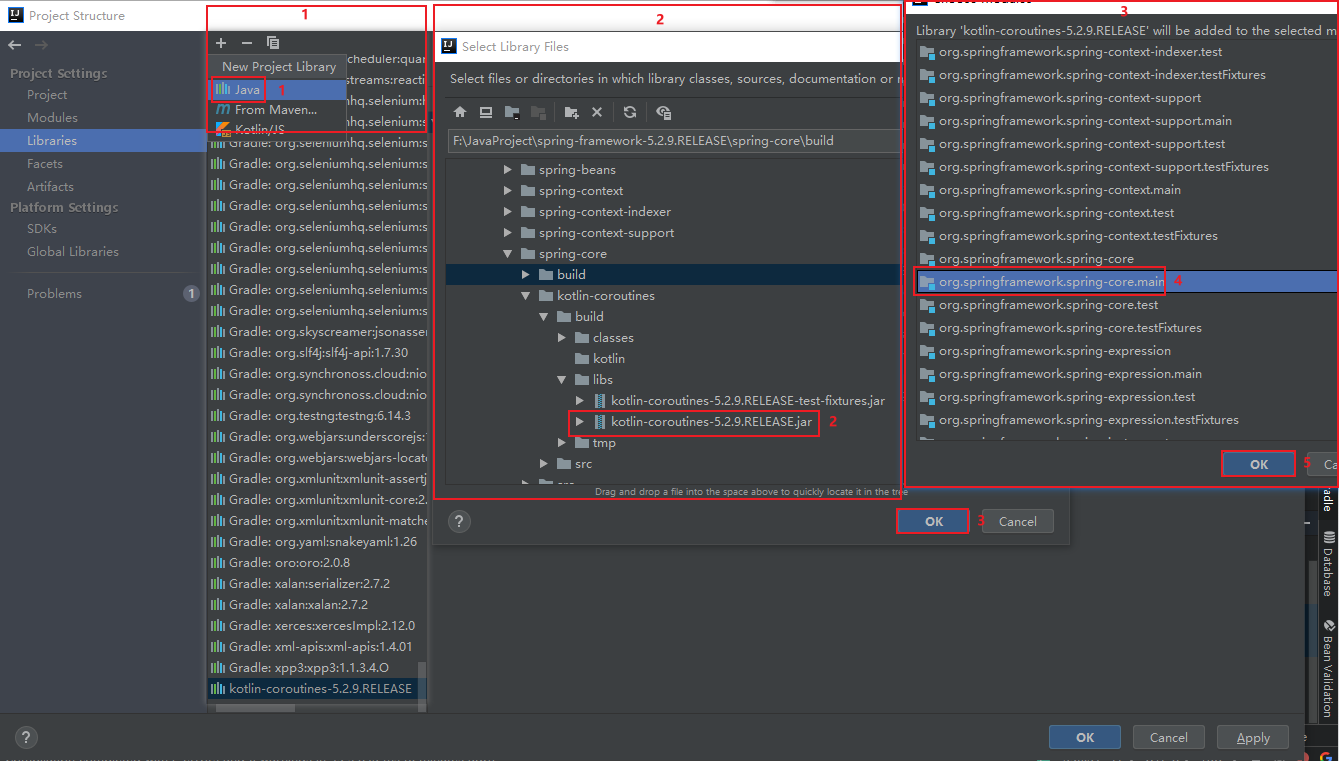 Project Structure
Project Settings
Project
Modules
Libraries
Facets
Artifacts
Platform Settings
SDKs
Global Libraries
Problems
1
1
New Project Library
Java
1
From Maven...
Kotlin/JS
cheduler:quar
streams:reacti
hq.selenium:h
hq.selenium:s
Gradle: org.seleniumhq.selenium:s
Gradle: org.seleniumhq.selenium:s
Gradle: org.seleniumhq.selenium:s
Gradle: org.seleniumhq.selenium:s
Gradle: org.seleniumhq.selenium:s
Gradle: org.seleniumhq.selenium:s
Gradle: org.seleniumhq.selenium:s
Gradle: org.seleniumhq.selenium:s
Gradle: org.seleniumhq.selenium:s
Gradle: org.skyscreamer:jsonasser
Gradle: org.slf4j:slf4j-api:1.7.30
Gradle: org.synchronoss.cloud:nio
Gradle: org.synchronoss.cloud:nio
Gradle: org.testng:testng:6.14.3
Gradle: org.webjars:underscorejs:1
Gradle: org.webjars:webjars-locato
Gradle: org.xmlunit:xmlunit-assertj
Gradle: org.xmlunit:xmlunit-core:2.
Gradle: org.xmlunit:xmlunit-matche
Gradle: org.yaml:snakeyaml:1.26
Gradle: oro:oro:2.0.8
Gradle: xalan:serializer:2.7.2
Gradle: xalan:xalan:2.7.2
Gradle: xerces:xercesImpl:2.12.0
Gradle: xml-apis:xml-apis:1.4.01
Gradle: xpp3:xpp3:1.1.3.4.O
kotlin-coroutines-5.2.9.RELEASE
2
Select Library Files
Select files or directories in which library classes, sources, documentation or n
F:\JavaProject\spring-framework-5.2.9.RELEASE\spring-core\build
spring-beans
spring-context
spring-context-indexer
spring-context-support
spring-core
build
kotlin-coroutines
build
classes
kotlin
libs
kotlin-coroutines-5.2.9.RELEASE-test-fixtures.jar
kotlin-coroutines-5.2.9.RELEASE.jar
2
tmp
src
Drag and drop a file into the space above to quickly locate it in the tree
?
OK
3
Cancel
3
Library 'kotlin-coroutines-5.2.9.RELEASE' will be added to the selected m
org.springframework.spring-context-indexer.test
org.springframework.spring-context-indexer.testFixtures
org.springframework.spring-context-support
org.springframework.spring-context-support.main
org.springframework.spring-context-support.test
org.springframework.spring-context-support.testFixtures
org.springframework.spring-context.main
org.springframework.spring-context.test
org.springframework.spring-context.testFixtures
org.springframework.spring-core
org.springframework.spring-core.main
4
org.springframework.spring-core.test
org.springframework.spring-core.testFixtures
org.springframework.spring-expression
org.springframework.spring-expression.main
org.springframework.spring-expression.test
org.springframework.spring-expression.testFixtures
OK
5
Ca
adle
Database
Bean Validation
?
OK
Cancel
Apply